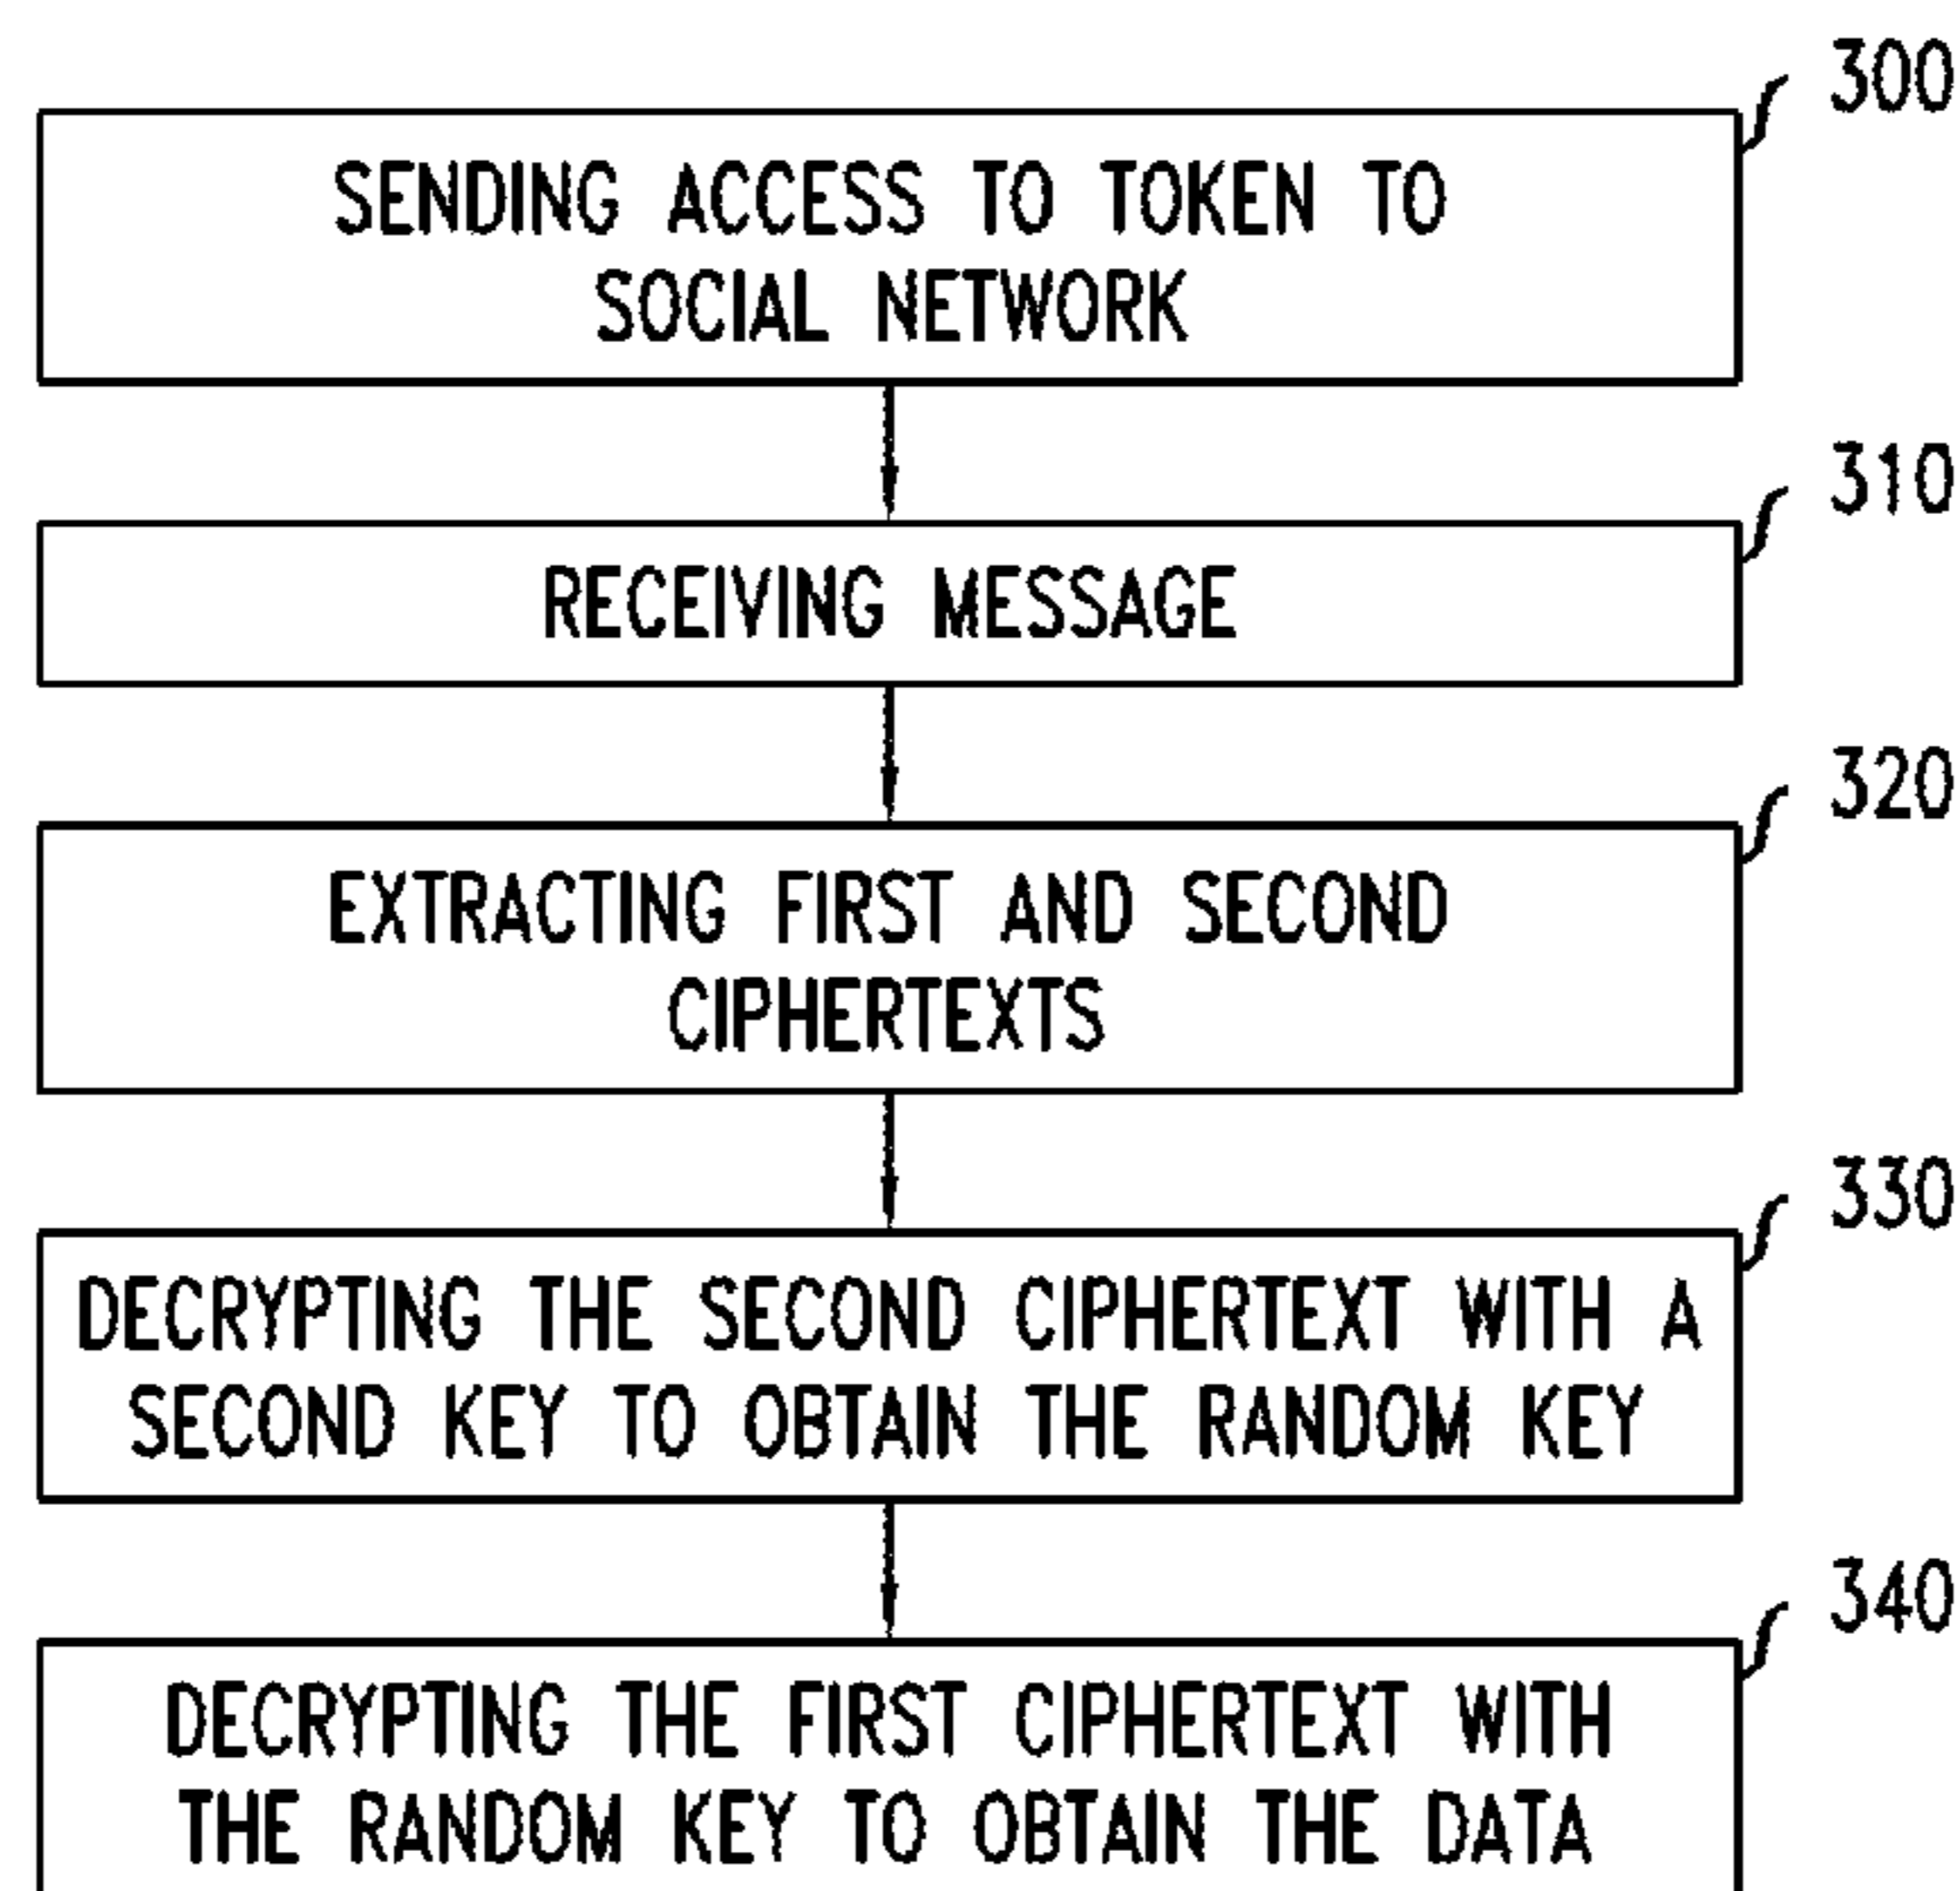 300
SENDING ACCESS TO TOKEN TO
SOCIAL NETWORK
310
RECEIVING MESSAGE
320
EXTRACTING FIRST AND SECOND
CIPHERTEXTS
330
DECRYPTING THE SECOND CIPHERTEXT WITH A
SECOND KEY TO OBTAIN THE RANDOM KEY
340
DECRYPTING THE FIRST CIPHERTEXT WITH
THE RANDOM KEY TO OBTAIN THE DATA